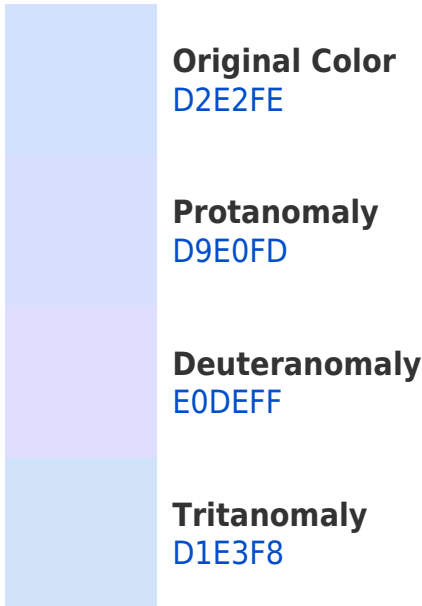 Original Color
D2E2FE
Protanomaly
D9E0FD
Deuteranomaly
E0DEFF
Tritanomaly
D1E3F8